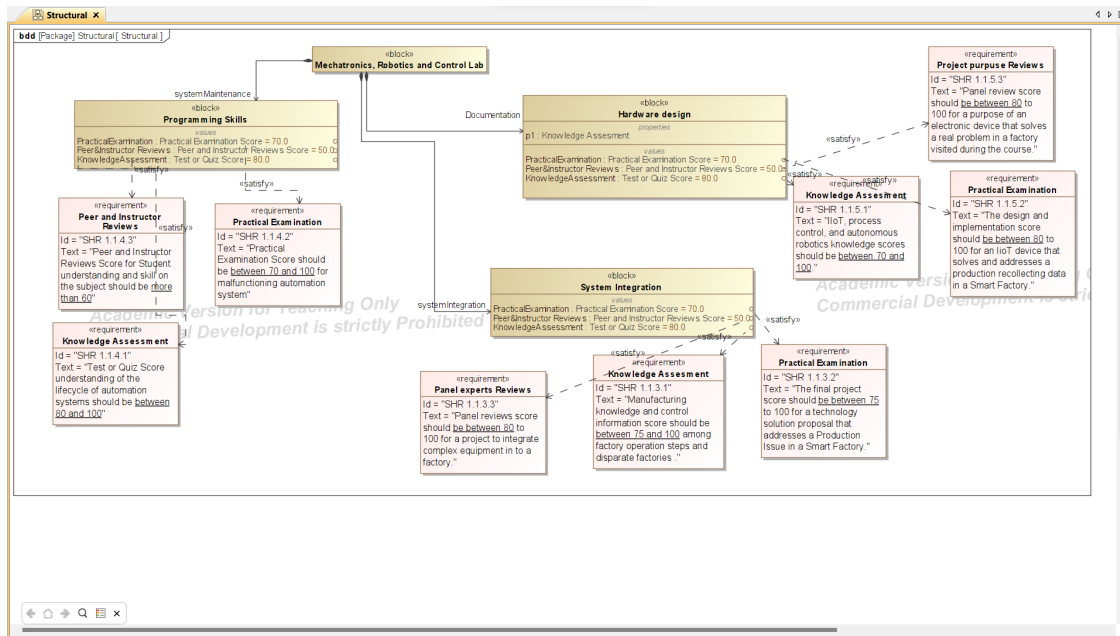 Structural
bdd [Package] Structural[ Structural ]
«block»
Mechatronics, Robotics and Control Lab
systemMaintenance
«block»
Programming Skills
values
PracticalExamination : Practical Examination Score = 70.0
Peer&Instructor Reviews : Peer and Instructor Reviews Score = 50.0
KnowledgeAssessment : Test or Quiz Score = 80.0
«satisfy»
«satisfy»
«satisfy»
«requirement»
Peer and Instructor
Reviews
Id = "SHR 1.1.4.3"
Text = "Peer and Instructor
Reviews Score for Student
understanding and skill on
the subject should be more
than 60"
«requirement»
Practical Examination
Id = "SHR 1.1.4.2"
Text = "Practical
Examination Score should
be between 70 and 100 for
malfunctioning automation
system"
«requirement»
Knowledge Assessment
Id = "SHR 1.1.4.1"
Text = "Test or Quiz Score
understanding of the
lifecycle of automation
systems should be between
80 and 100"
Documentation
«block»
Hardware design
properties
p1 : Knowledge Assesment
values
PracticalExamination : Practical Examination Score = 70.0
Peer&Instructor Reviews : Peer and Instructor Reviews Score = 50.0
KnowledgeAssessment : Test or Quiz Score = 80.0
«satisfy»
«satisfy»
«requirement»
Project purpuse Reviews
Id = "SHR 1.1.5.3"
Text = "Panel review score
should be between 80 to
100 for a purpose of an
electronic device that solves
a real problem in a factory
visited during the course."
«requirement»
Knowledge Assesment
Id = "SHR 1.1.5.1"
Text = "IIoT, process
control, and autonomous
robotics knowledge scores
should be between 70 and
100."
«requirement»
Practical Examination
Id = "SHR 1.1.5.2"
Text = "The design and
implementation score
should be between 80 to
100 for an IioT device that
solves and addresses a
production recollecting data
in a Smart Factory."
systemIntegration
«block»
System Integration
values
PracticalExamnation : Practical Examination Score = 70.0
Peer&Instructor Reviews : Peer and Instructor Reviews Score = 50.0
KnowledgeAssessment : Test or Quiz Score = 80.0
«satisfy»
«satisfy»
«satisfy»
«requirement»
Panel experts Reviews
Id = "SHR 1.1.3.3"
Text = "Panel reviews score
should be between 80 to
100 for a project to integrate
complex equipment in to a
factory."
«requirement»
Knowledge Assesment
Id = "SHR 1.1.3.1"
Text = "Manufacturing
knowledge and control
information score should be
between 75 and 100 among
factory operation steps and
disparate factories ."
«requirement»
Practical Examination
Id = "SHR 1.1.3.2"
Text = "The final project
score should be between 75
to 100 for a technology
solution proposal that
addresses a Production
Issue in a Smart Factory."
Academic Version for Teaching Only
Development is strictly Prohibited
Academic
Commercial Development is